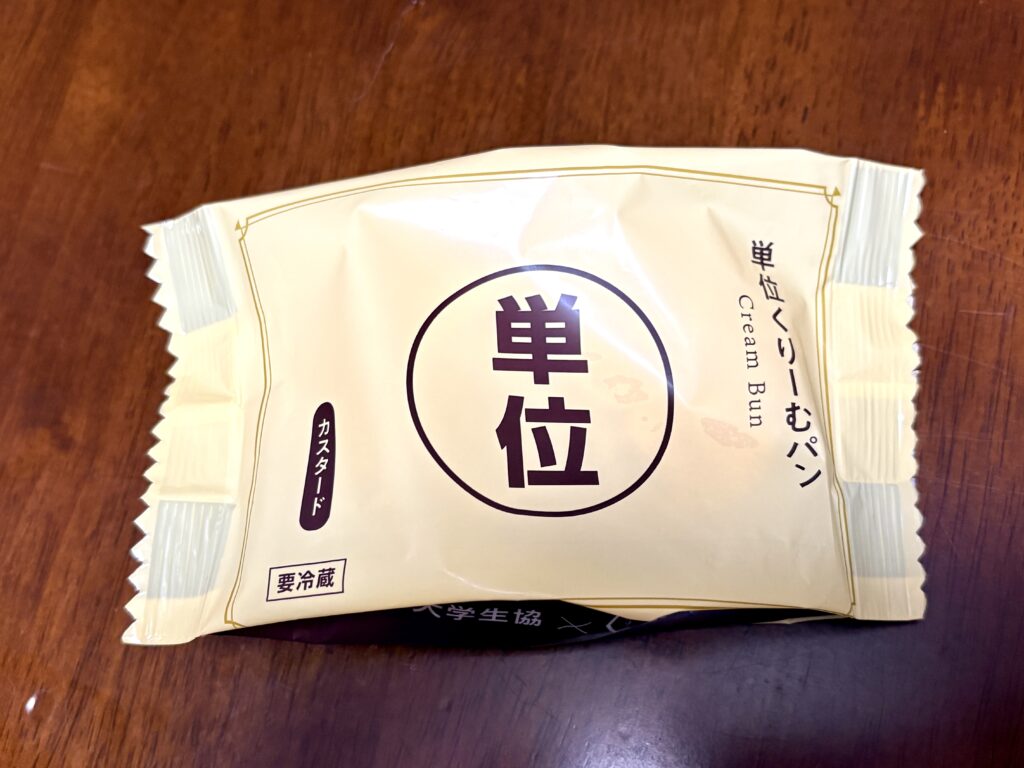 単位くりーむパン
Cream Bun
単位
カスタード
要冷蔵
大学生協 ×